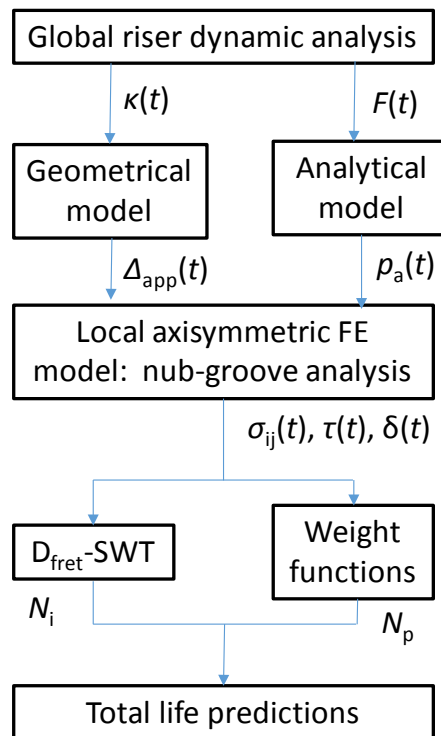 Global riser dynamic analysis
κ(t)
F(t)
Geometrical
model
Analytical
model
Δapp(t)
pa(t)
Local axisymmetric FE
model: nub-groove analysis
σij(t), τ(t), δ(t)
Dfret-SWT
Weight
functions
Ni
Np
Total life predictions